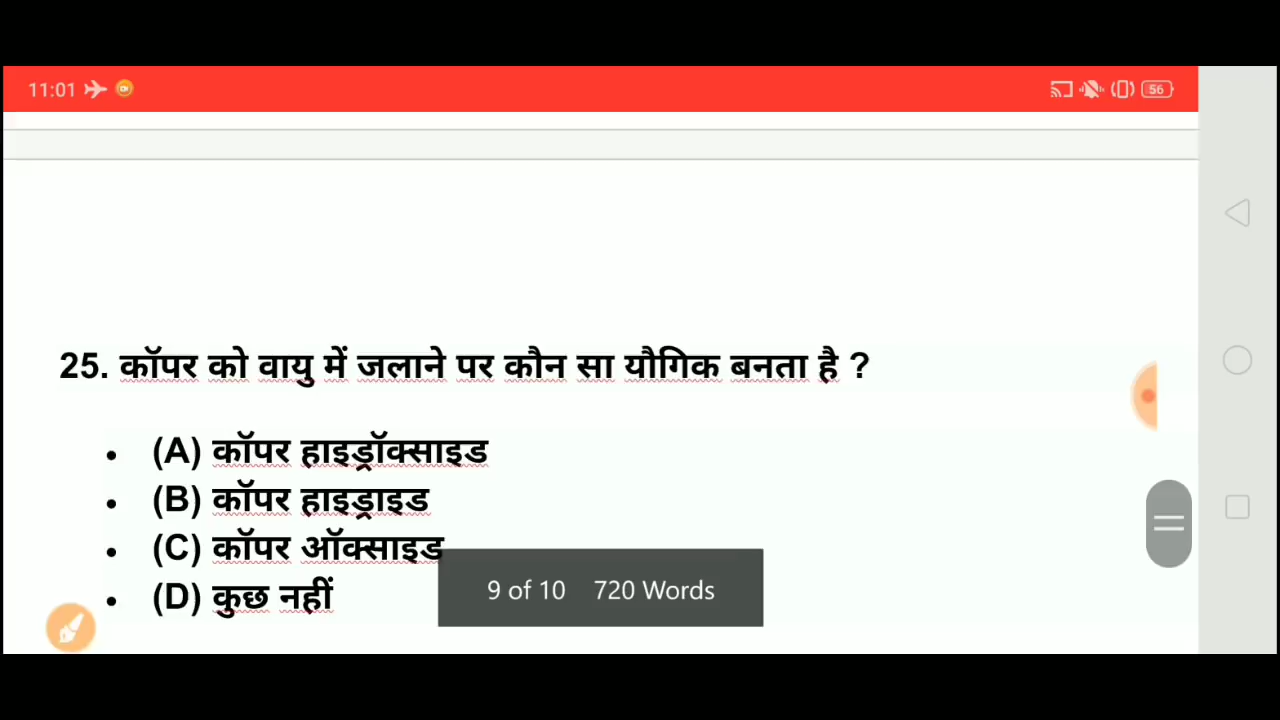 11:01
56
25. कॉपर को वायु में जलाने पर कौन सा यौगिक बनता है ?
• (A) कॉपर हाइड्रॉक्साइड
• (B) कॉपर हाइड्राइड
• (C) कॉपर ऑक्साइड
• (D) कुछ नहीं
9 of 10 720 Words